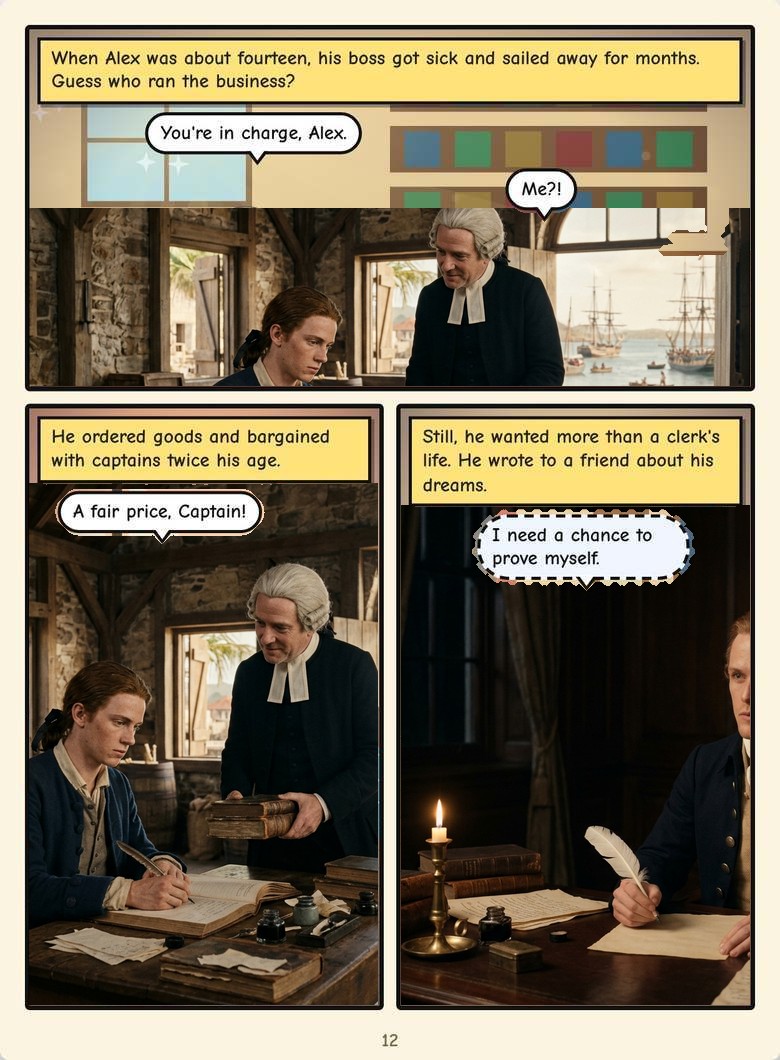 When Alex was about fourteen, his boss got sick and sailed away for months.
Guess who ran the business?
You're in charge, Alex.
Me?!
He ordered goods and bargained
with captains twice his age.
A fair price, Captain!
Still, he wanted more than a clerk's
life. He wrote to a friend about his
dreams.
I need a chance to
prove myself.
12